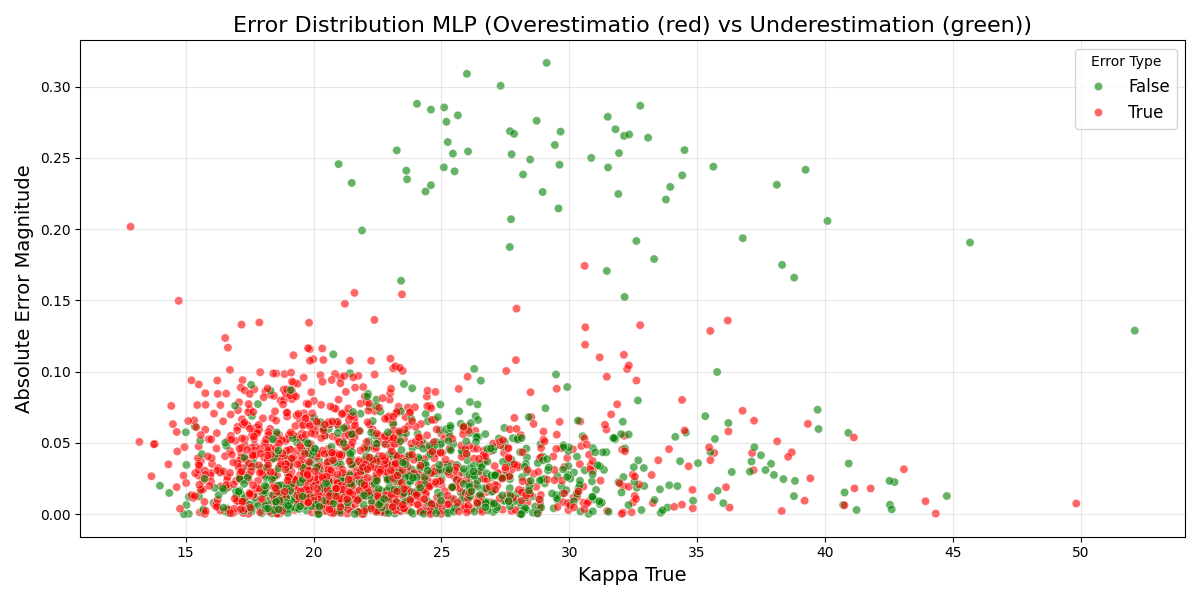 Error Distribution MLP (Overestimatio (red) vs Underestimation (green))
Error Type
False
True
Absolute Error Magnitude
0.30
0.25
0.20
0.15
0.10
0.05
0.00
15 20 25 30 35 40 45 50
Kappa True